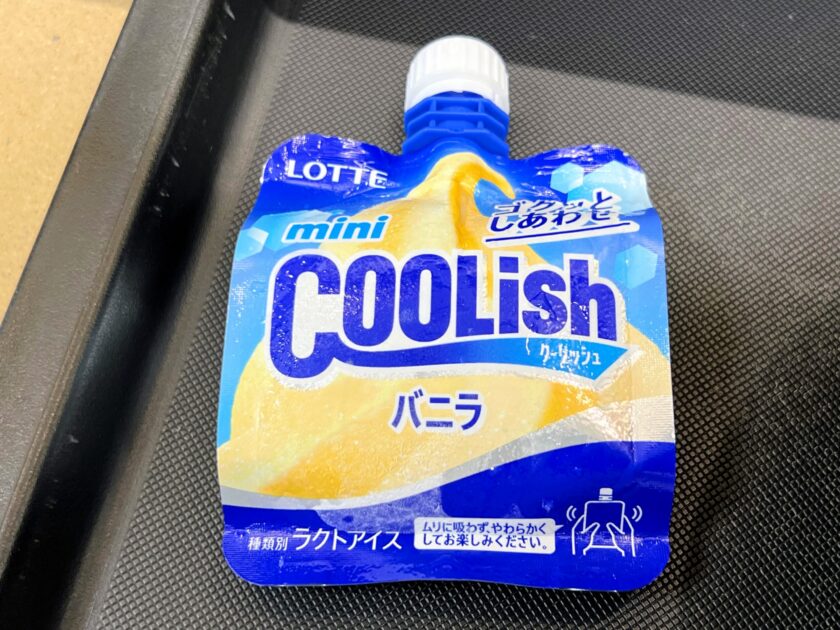 LOTTE
ゴクッと
しあわせ
mini
COOLish
クーリッシュ
バニラ
種類別 ラクトアイス
ムリに吸わず、やわらかく
してお楽しみください。